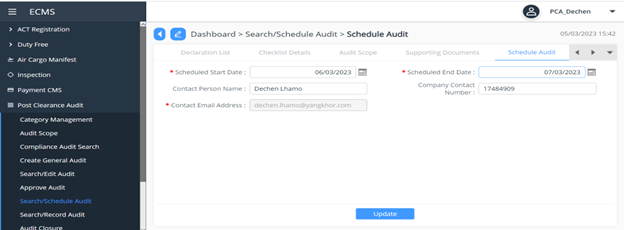 ECMS
PCA_Dechen
ACT Registration
Duty Free
Air Cargo Manifest
Inspection
Payment CMS
Post Clearance Audit
Category Management
Audit Scope
Compliance Audit Search
Create General Audit
Search/Edit Audit
Approve Audit
Search/Schedule Audit
Search/Record Audit
Audit Closure
Dashboard > Search/Schedule Audit > Schedule Audit
05/03/2023 15:42
Declaration List Checklist Details Audit Scope Supporting Documents Schedule Audit
* Scheduled Start Date : 06/03/2023 * Scheduled End Date : 07/03/2023
Contact Person Name : Dechen Lhamo Company Contact Number : 17484909
* Contact Email Address : dechen.lhamo@yangkhor.com
Update